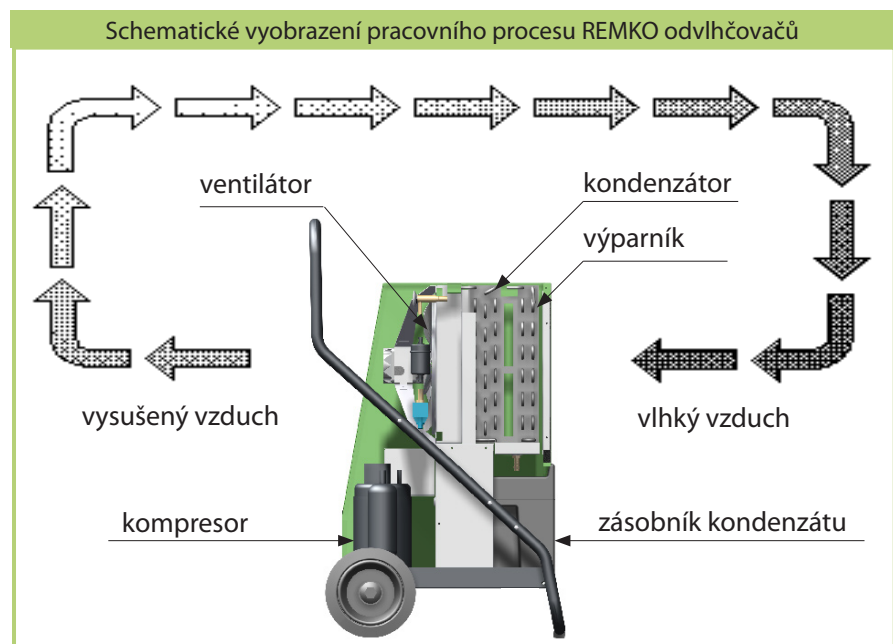 Schematické vyobrazení pracovního procesu REMKO odvlhčovačů
ventilátor
kondenzátor
výparník
vysušený vzduch
vlhký vzduch
kompresor
zásobník kondenzátu